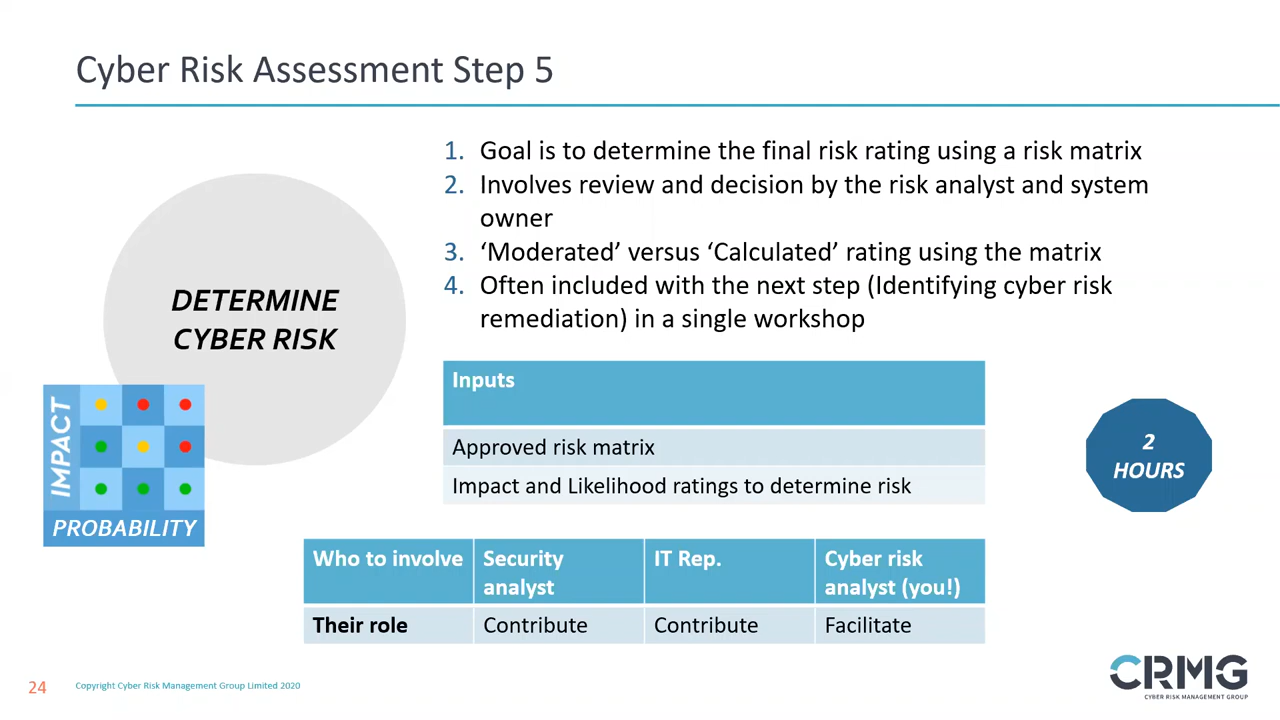 Cyber Risk Assessment Step 5
1. Goal is to determine the final risk rating using a risk matrix
2. Involves review and decision by the risk analyst and system
owner
3. ‘Moderated’ versus ‘Calculated’ rating using the matrix
4. Often included with the next step (Identifying cyber risk
remediation) in a single workshop
DETERMINE
CYBER RISK
IMPACT
PROBABILITY
Inputs
Approved risk matrix
Impact and Likelihood ratings to determine risk
2
HOURS
Who to involve Security analyst IT Rep. Cyber risk analyst (you!)
Their role Contribute Contribute Facilitate
24 Copyright Cyber Risk Management Group Limited 2020
CRMG
CYBER RISK MANAGEMENT GROUP